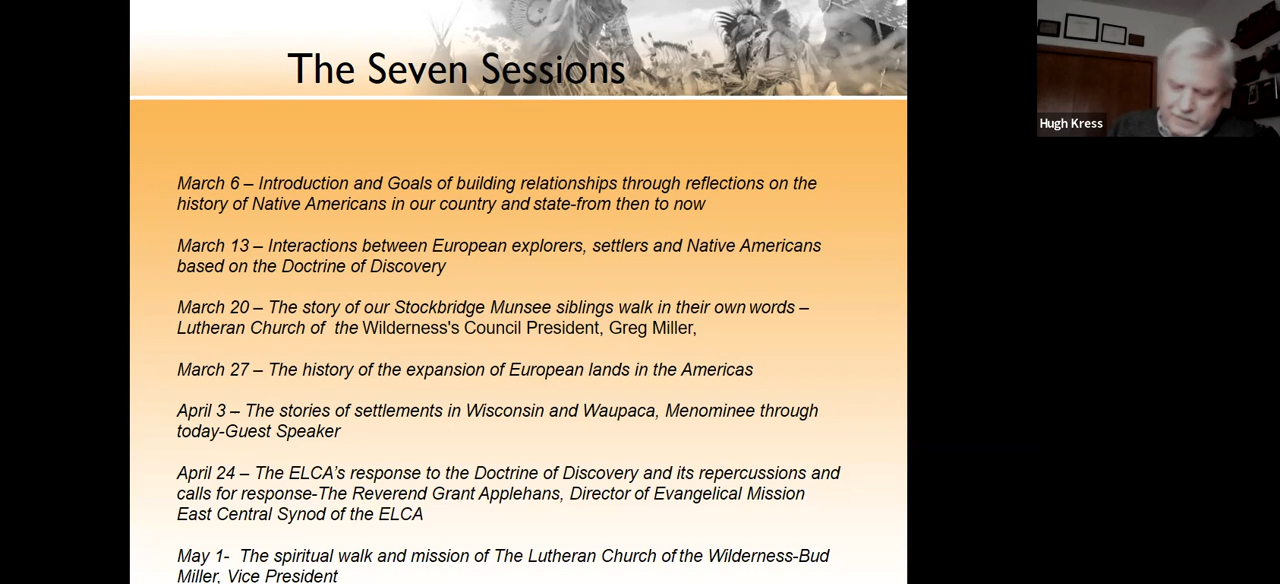 The Seven Sessions
Hugh Kress
March 6 – Introduction and Goals of building relationships through reflections on the
history of Native Americans in our country and state-from then to now
March 13 – Interactions between European explorers, settlers and Native Americans
based on the Doctrine of Discovery
March 20 – The story of our Stockbridge Munsee siblings walk in their own words –
Lutheran Church of the Wilderness's Council President, Greg Miller,
March 27 – The history of the expansion of European lands in the Americas
April 3 – The stories of settlements in Wisconsin and Waupaca, Menominee through
today-Guest Speaker
April 24 – The ELCA's response to the Doctrine of Discovery and its repercussions and
calls for response-The Reverend Grant Applehans, Director of Evangelical Mission
East Central Synod of the ELCA
May 1- The spiritual walk and mission of The Lutheran Church of the Wilderness-Bud
Miller, Vice President